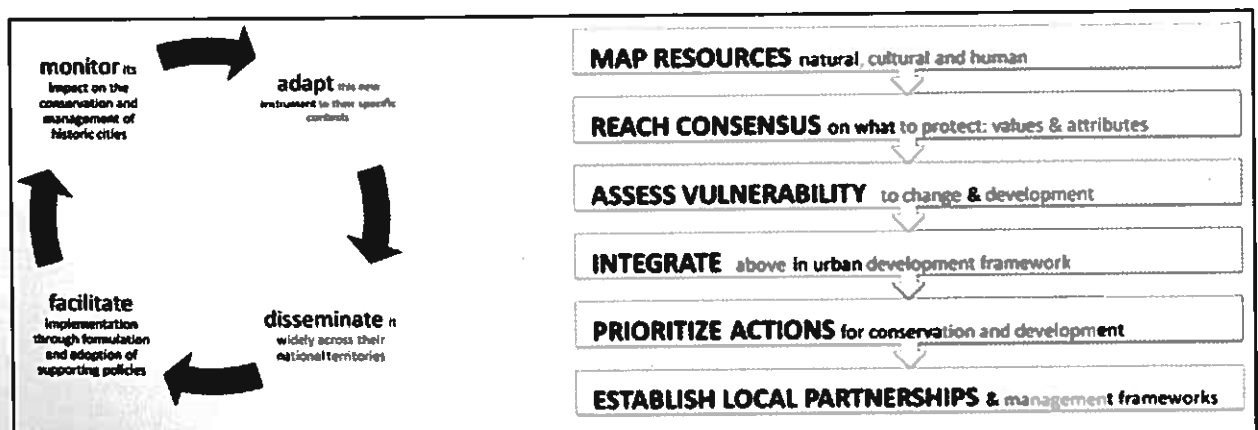 monitor its
impact on the
conservation and
management of
historic cities
adapt this new
instrument to their specific
contexts
disseminate it
widely across their
national territories
facilitate
implementation
through formulation
and adoption of
supporting policies
MAP RESOURCES natural, cultural and human
REACH CONSENSUS on what to protect: values & attributes
ASSESS VULNERABILITY to change & development
INTEGRATE above in urban development framework
PRIORITIZE ACTIONS for conservation and development
ESTABLISH LOCAL PARTNERSHIPS & management frameworks